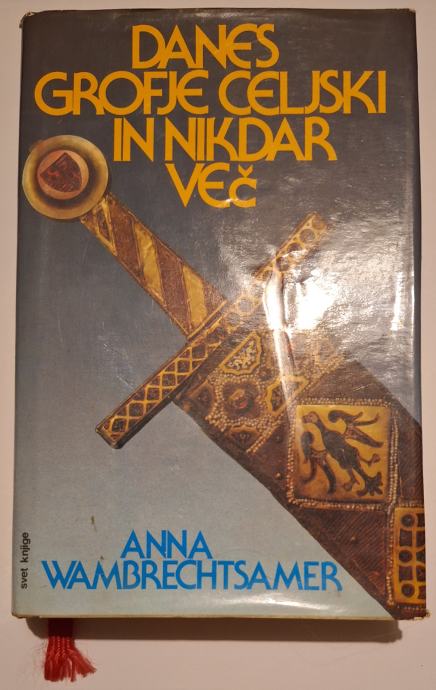 DANES
GROFJE CELJSKI
IN NIKDAR
VEč
ANNA
WAMBRECHTSAMER
svet knjige